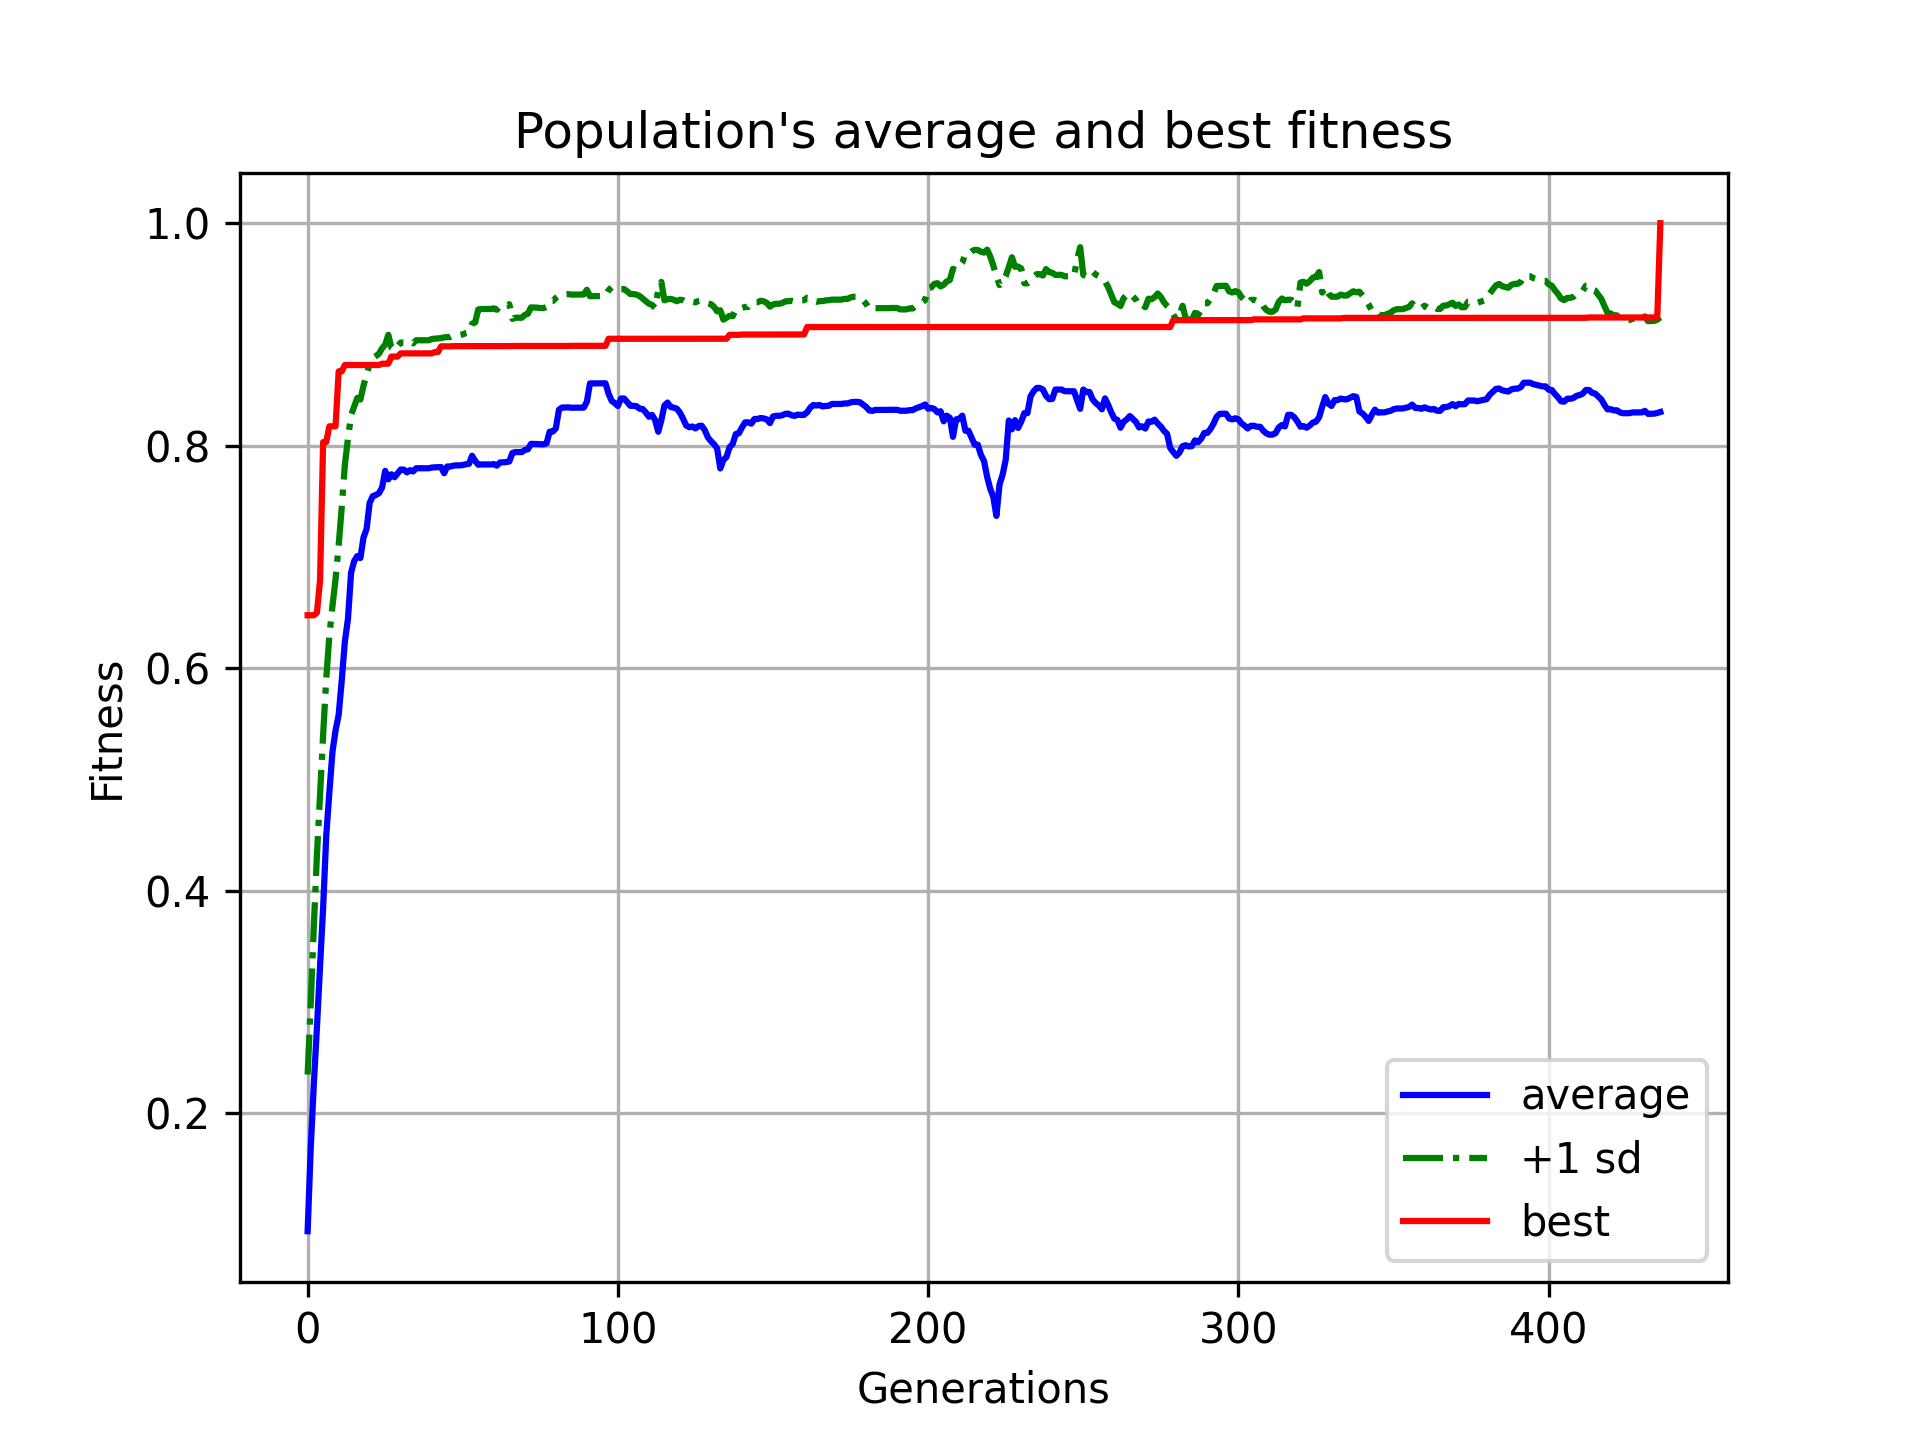 Population's average and best fitness
1.0
0.8
0.6
0.4
0.2
Fitness
0
100
200
300
400
Generations
average
+1 sd
best